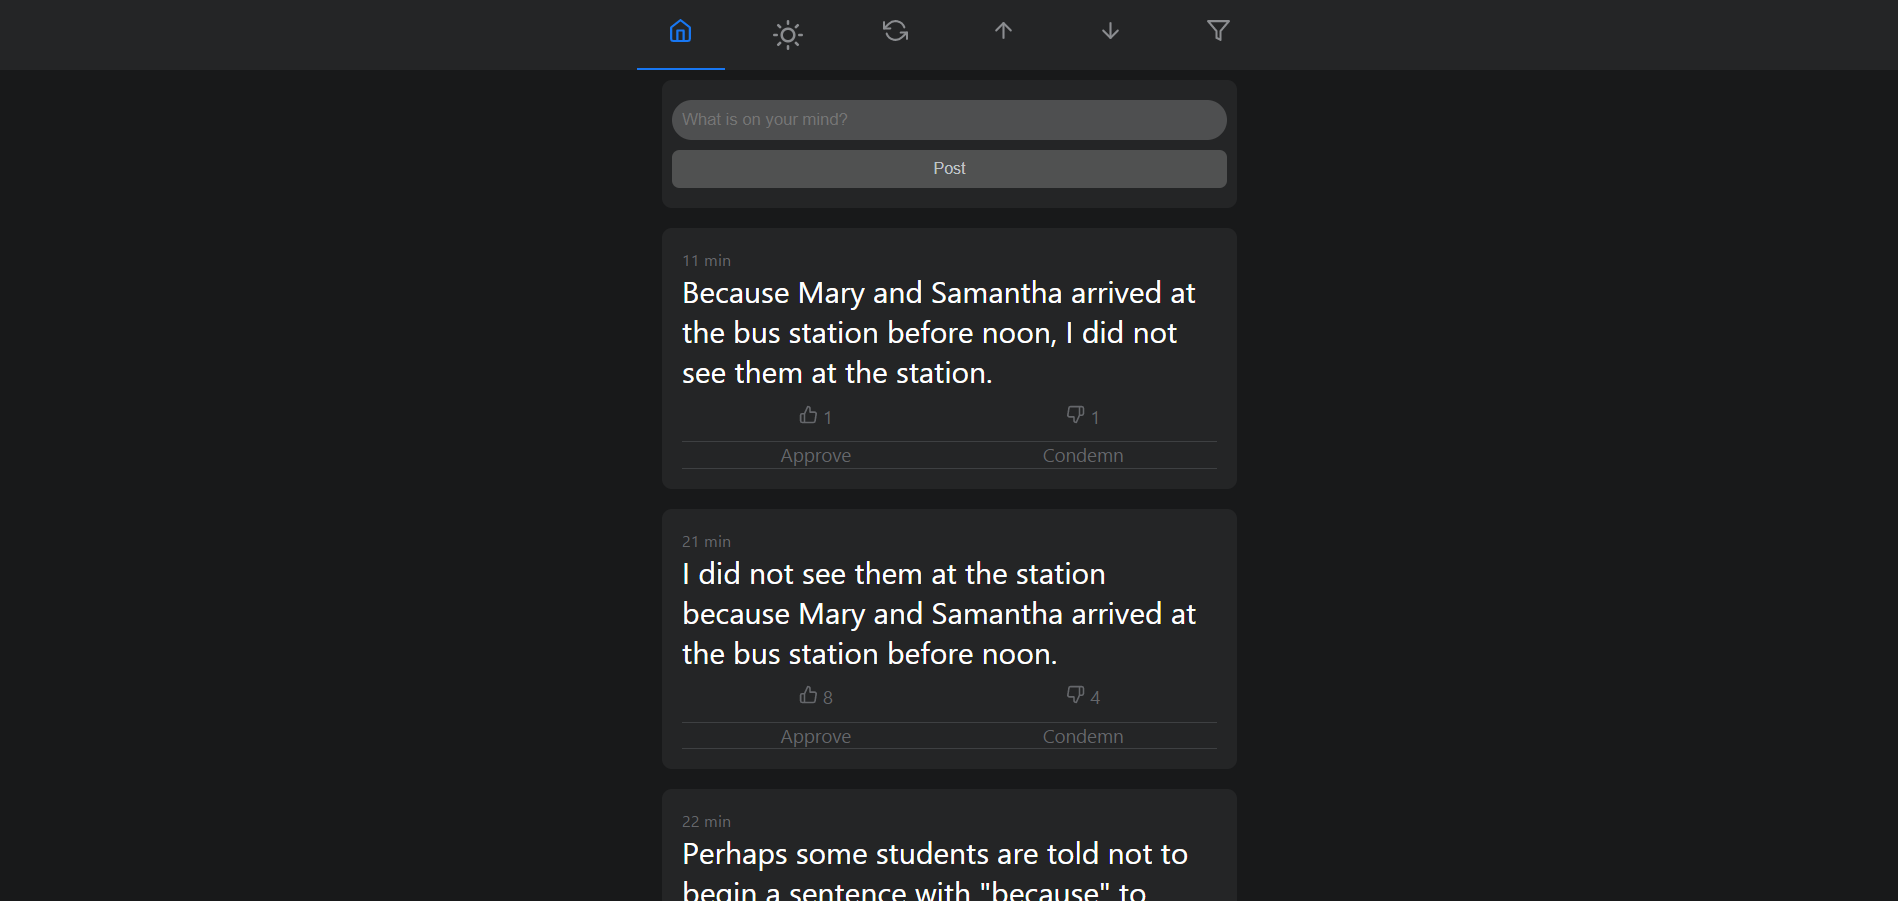 What is on your mind?
Post
11 min
Because Mary and Samantha arrived at
the bus station before noon, I did not
see them at the station.
1 1
Approve Condemn
21 min
I did not see them at the station
because Mary and Samantha arrived at
the bus station before noon.
8 4
Approve Condemn
22 min
Perhaps some students are told not to
begin a sentence with "because" to